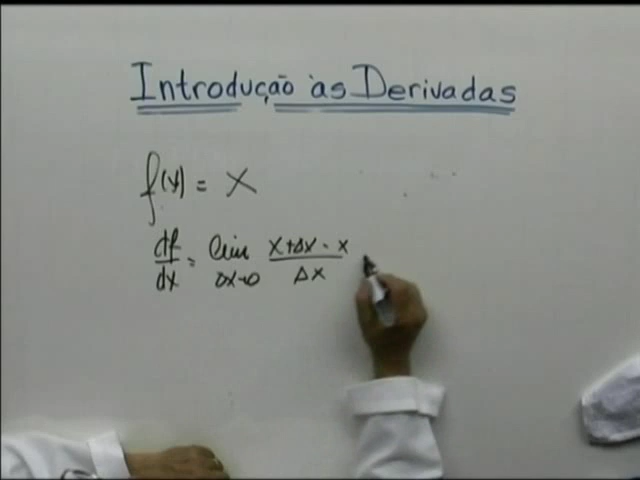 Introdução às Derivadas
f(x) = x
df/dx = lim Δx→0 x+Δx - x / Δx